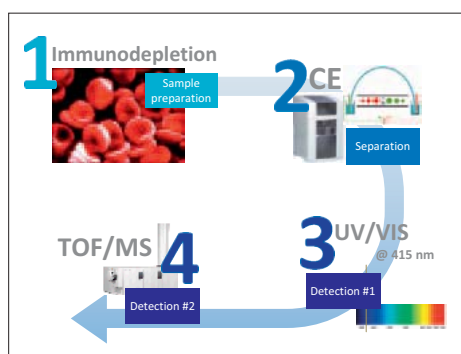 1 Immunodepletion
Sample
preparation
2 CE
Separation
3 UV/VIS
@ 415 nm
Detection #1
TOF/MS 4
Detection #2